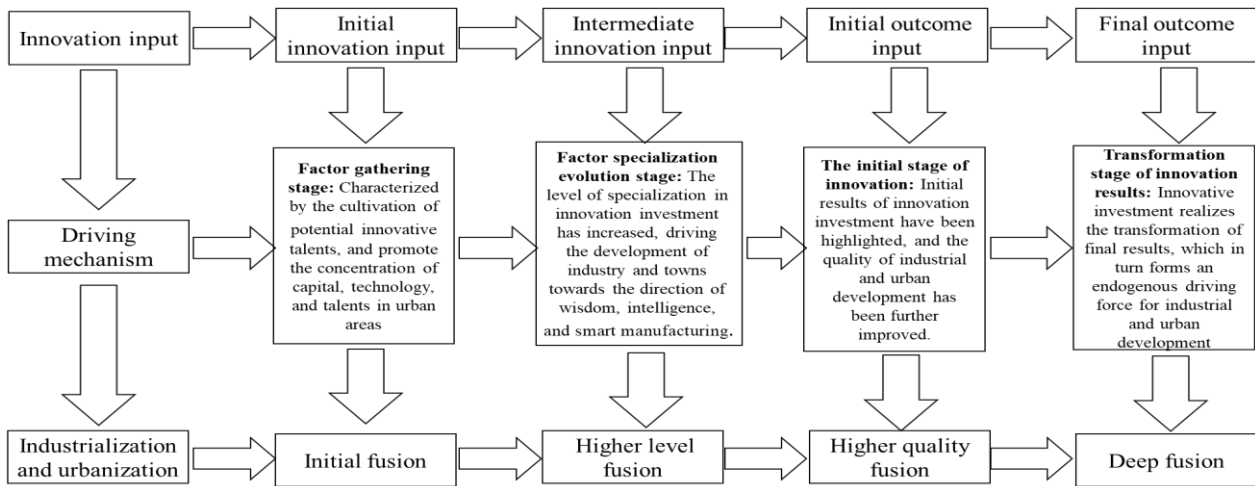 Innovation input
Initial
innovation input
Intermediate
innovation input
Initial outcome
input
Final outcome
input
Driving
mechanism
Factor gathering
stage: Characterized
by the cultivation of
potential innovative
talents, and promote
the concentration of
capital, technology,
and talents in urban
areas
Factor specialization
evolution stage: The
level of specialization in
innovation investment
has increased, driving
the development of
industry and towns
towards the direction of
wisdom, intelligence,
and smart manufacturing.
The initial stage of
innovation: Initial
results of innovation
investment have been
highlighted, and the
quality of industrial
and urban
development has
been further
improved.
Transformation
stage of innovation
results: Innovative
investment realizes
the transformation of
final results, which in
turn forms an
endogenous driving
force for industrial
and urban
development
Industrialization
and urbanization
Initial fusion
Higher level
fusion
Higher quality
fusion
Deep fusion